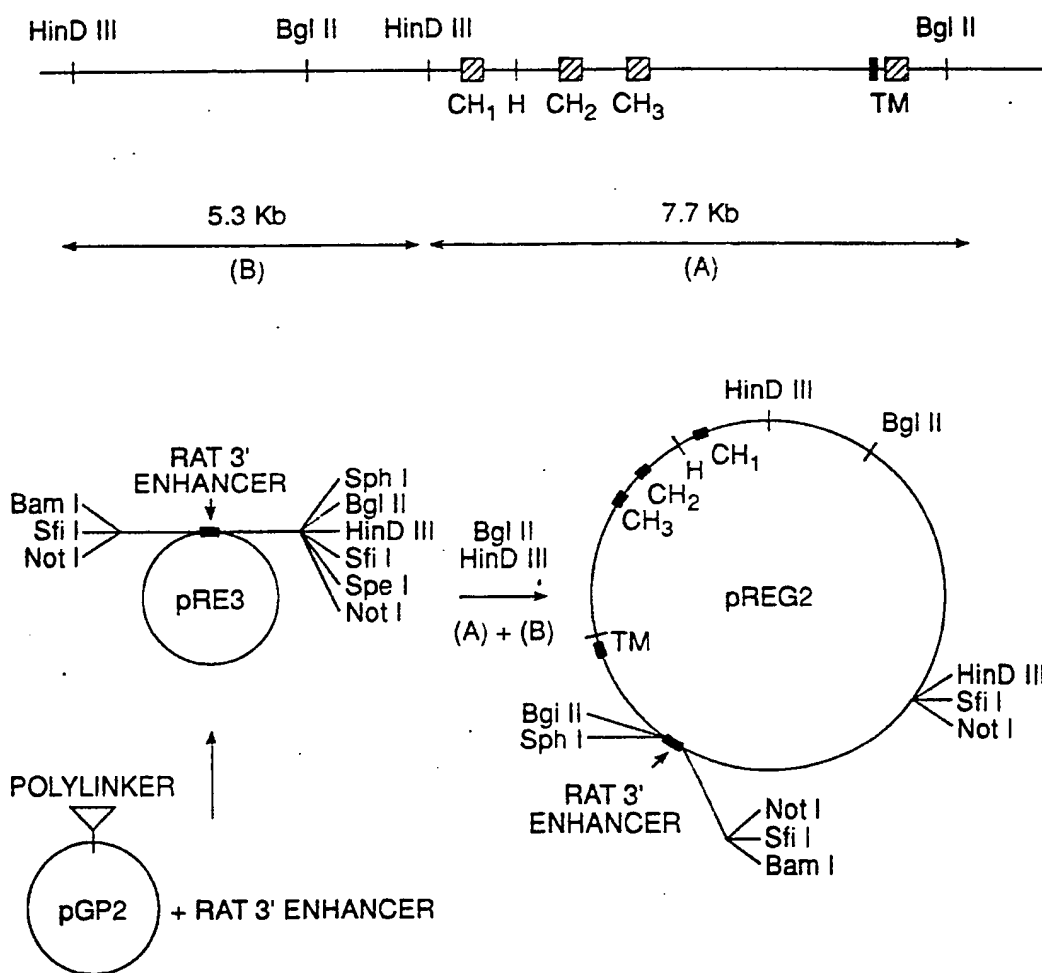 HinD III Bgl II HinD III Bgl II
CH1 H CH2 CH3 TM
5.3 Kb 7.7 Kb
(B) (A)
RAT 3'
ENHANCER
Bam I
Sfi I
Not I
Sph I
Bgl II
HinD III
Sfi I
Spe I
Not I
pRE3
Bgl II
HinD III
(A) + (B)
HinD III
Bgl II
CH1
H
CH2
CH3
pREG2
TM
HinD III
Sfi I
Not I
Bgi II
Sph I
RAT 3'
ENHANCER
Not I
Sfi I
Bam I
POLYLINKER
pGP2 + RAT 3' ENHANCER